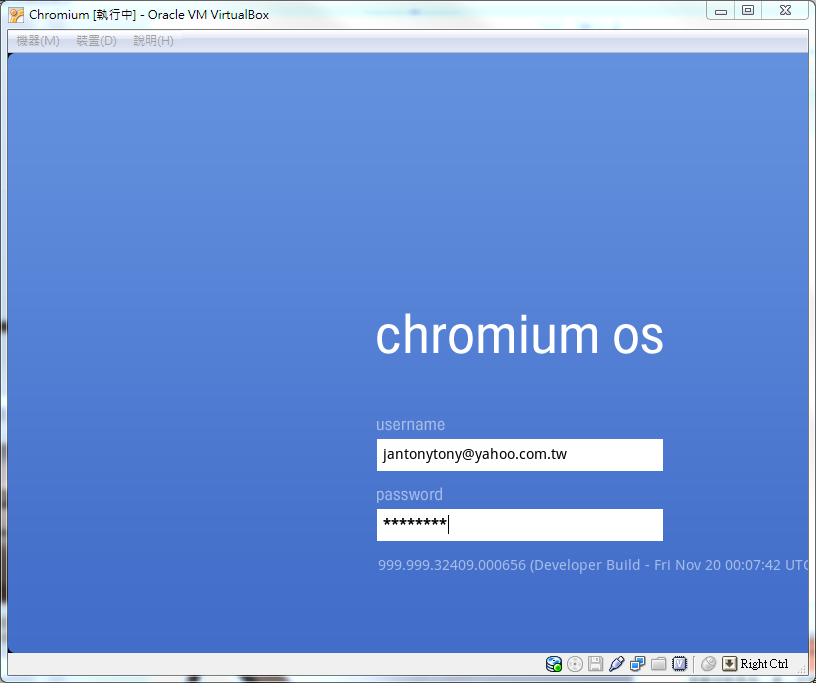 Chromium [執行中] - Oracle VM VirtualBox
機器(M) 裝置(D) 說明(H)
chromium os
username
jantonytony@yahoo.com.tw
password
********
999.999.32409.000656 (Developer Build - Fri Nov 20 00:07:42 UTC
Right Ctrl